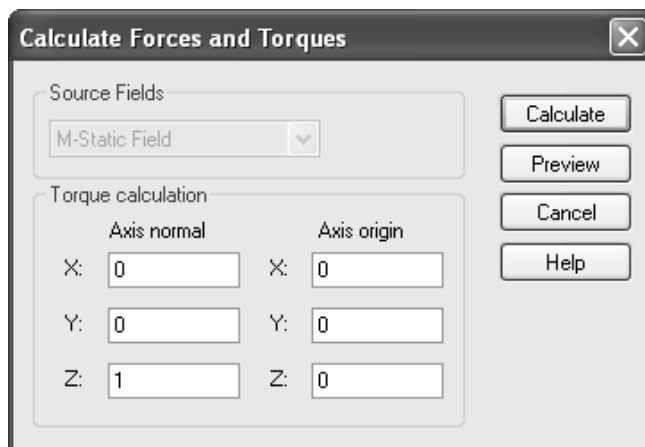 Calculate Forces and Torques
Source Fields
M-Static Field
Calculate
Preview
Cancel
Help
Torque calculation
Axis normal Axis origin
X: 0 X: 0
Y: 0 Y: 0
Z: 1 Z: 0